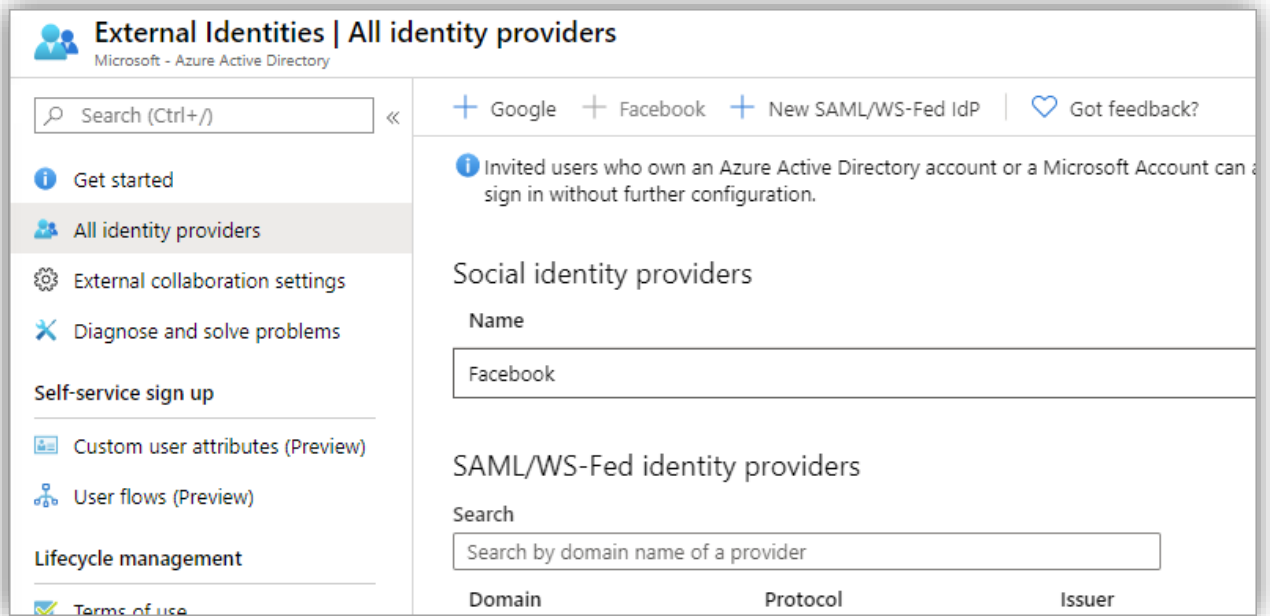 External Identities | All identity providers
Microsoft - Azure Active Directory
Search (Ctrl+/)
«
Get started
All identity providers
External collaboration settings
Diagnose and solve problems
Self-service sign up
Custom user attributes (Preview)
User flows (Preview)
Lifecycle management
Terms of use
+ Google + Facebook + New SAML/WS-Fed IdP Got feedback?
Invited users who own an Azure Active Directory account or a Microsoft Account can
sign in without further configuration.
Social identity providers
Name
Facebook
SAML/WS-Fed identity providers
Search
Search by domain name of a provider
Domain Protocol Issuer